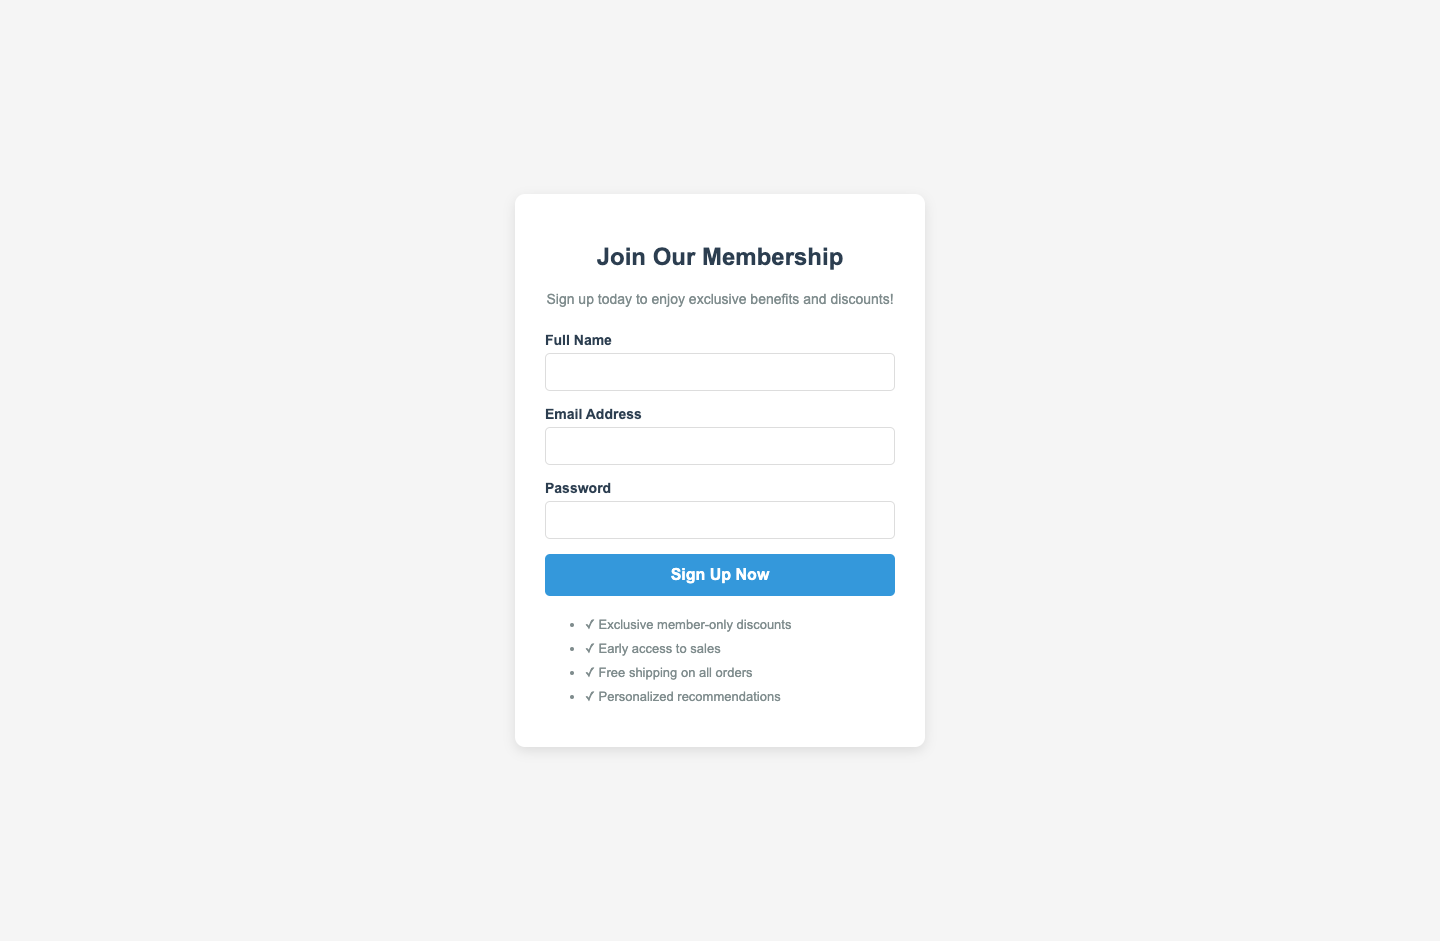 Join Our Membership
Sign up today to enjoy exclusive benefits and discounts!
Full Name
Email Address
Password
Sign Up Now
• ✓ Exclusive member-only discounts
• ✓ Early access to sales
• ✓ Free shipping on all orders
• ✓ Personalized recommendations